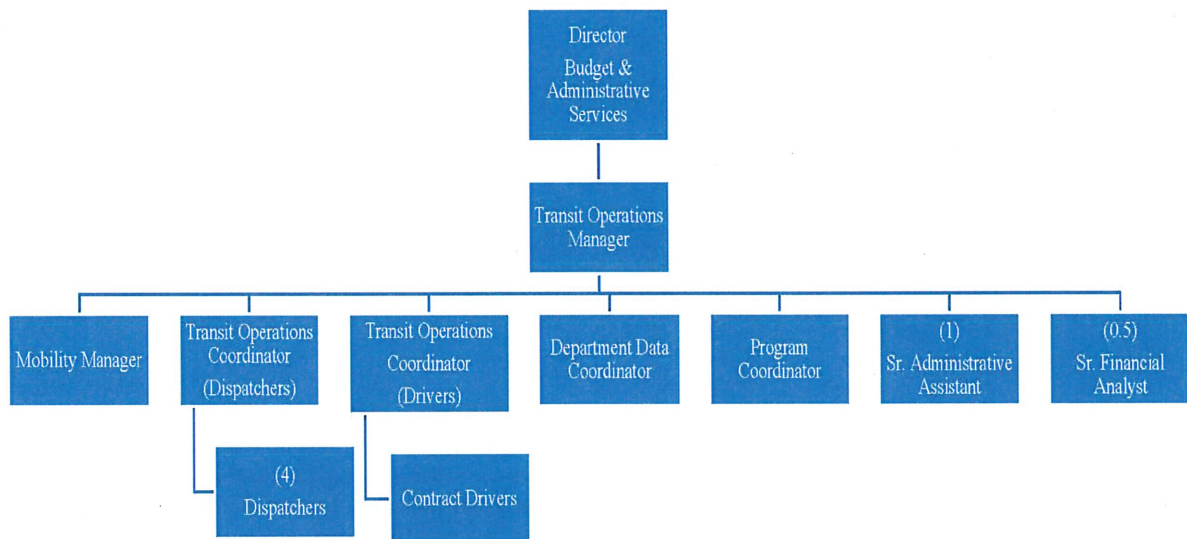 Director
Budget &
Administrative
Services
Transit Operations
Manager
Mobility Manager
Transit Operations
Coordinator
(Dispatchers)
Transit Operations
Coordinator
(Drivers)
Department Data
Coordinator
Program
Coordinator
(1)
Sr. Administrative
Assistant
(0.5)
Sr. Financial
Analyst
(4)
Dispatchers
Contract Drivers